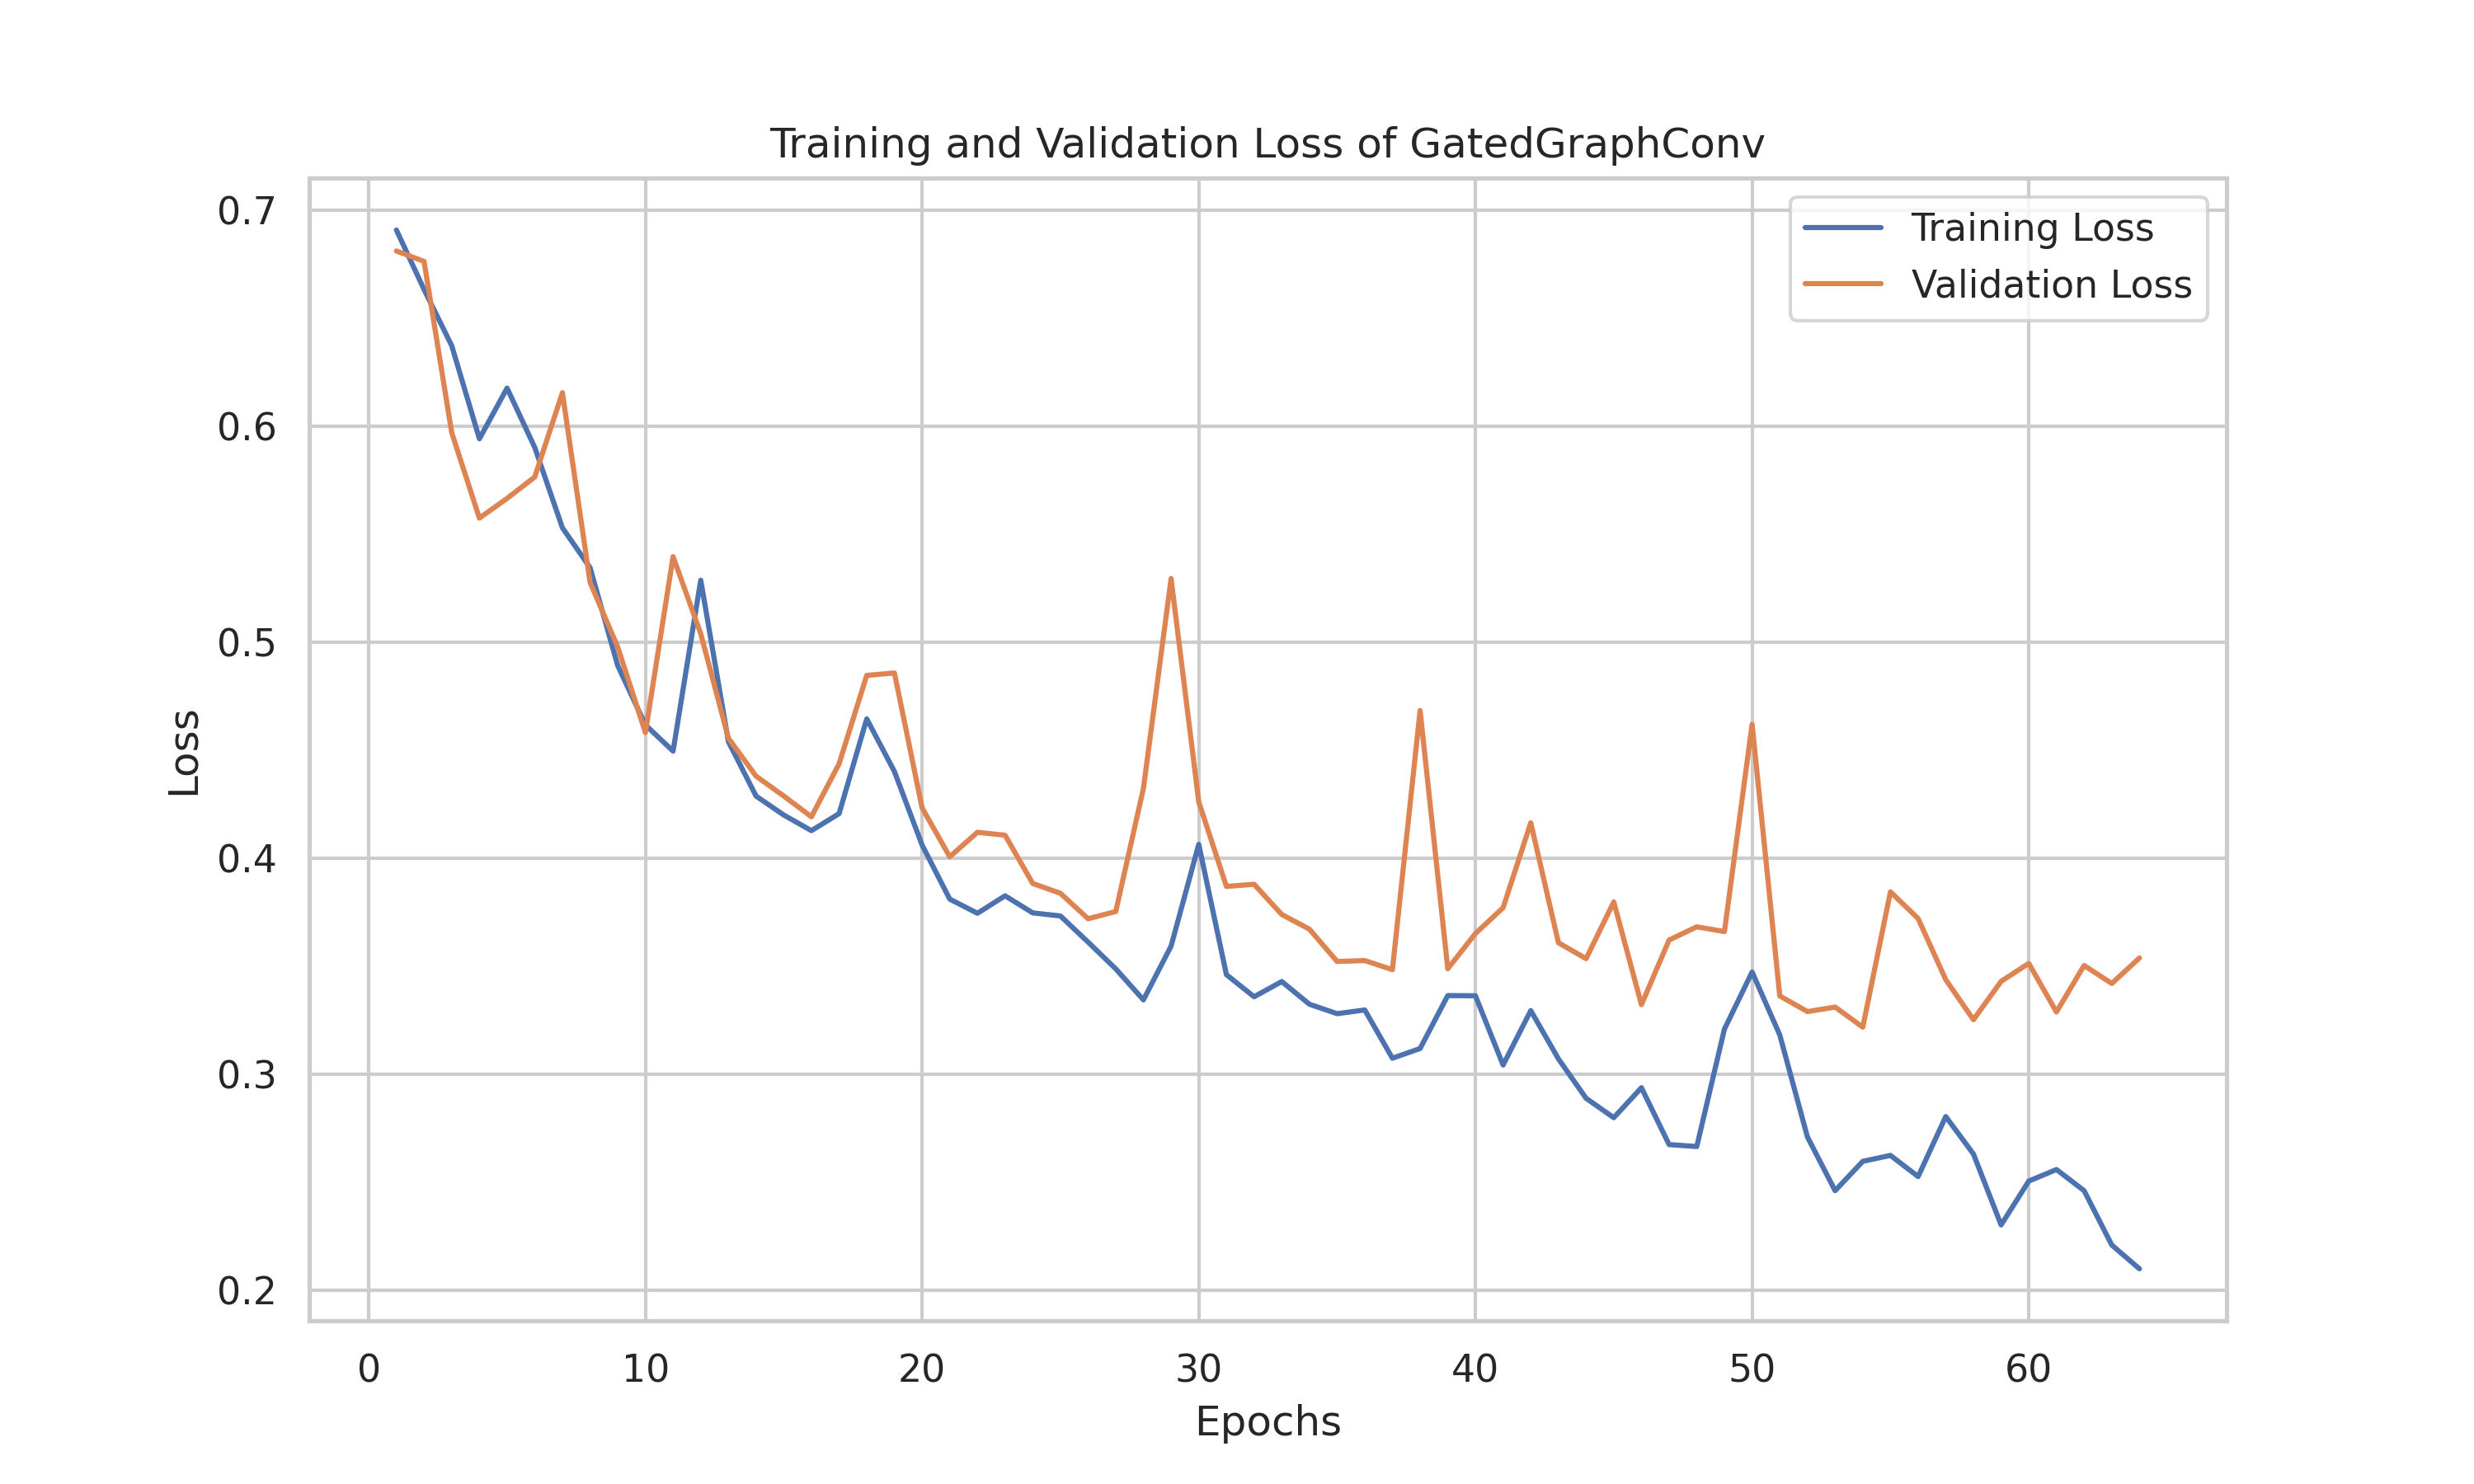 Training and Validation Loss of GatedGraphConv
Training Loss
Validation Loss
0.7
0.6
0.5
0.4
0.3
0.2
Loss
0 10 20 30 40 50 60
Epochs